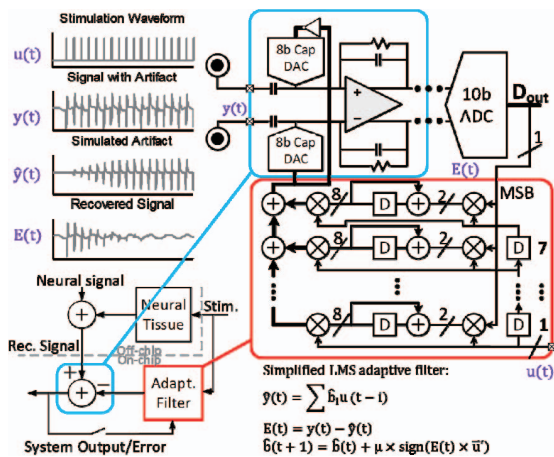 Stimulation Waveform
u(t)
Signal with Artifact
y(t)
Simulated Artifact
ŷ(t)
Recovered Signal
E(t)
8b Cap
DAC
y(t)
8b Cap
DAC
+
−
10b
ADC
Dout
E(t)
1
MSB
8
D
2
8
D
2
D
7
8
D
2
D
1
u(t)
Neural signal
Neural
Tissue
Stim.
Rec. Signal
Off-chip
On-chip
+
−
Adapt.
Filter
System Output/Error
Simplified LMS adaptive filter:
ŷ(t) = ∑ b̂ᵢu (t − i)
E(t) = y(t) − ŷ(t)
b̂(t + 1) = b̂(t) + μ × sign(E(t) × u̅′)